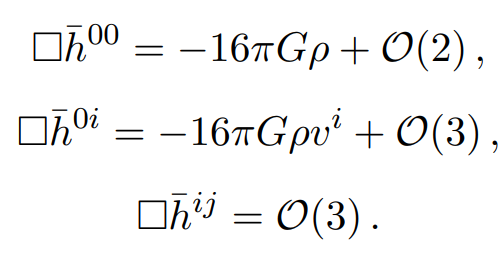 □h̄⁰⁰ = −16πGρ + 𝒪(2) ,
□h̄⁰ⁱ = −16πGρvⁱ + 𝒪(3) ,
□h̄ⁱʲ = 𝒪(3) .